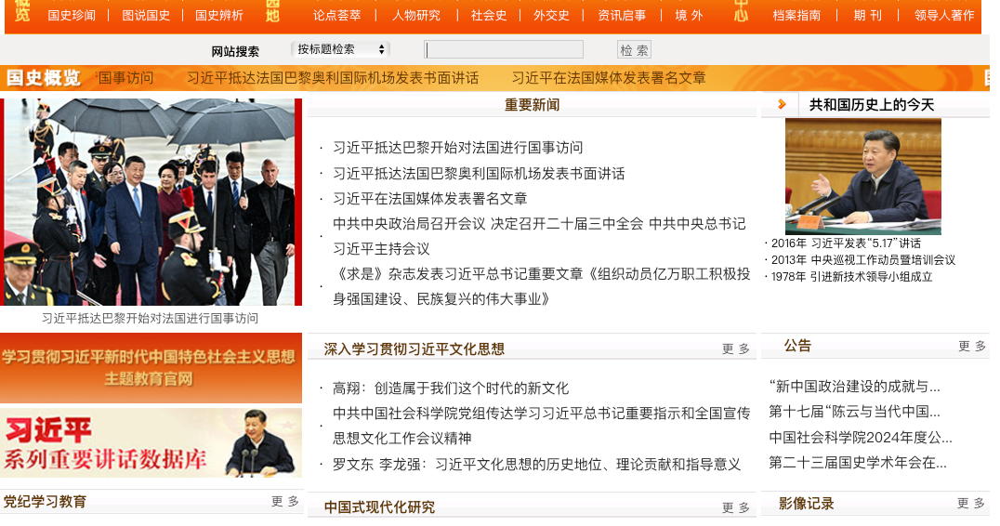 概览
国史珍闻 | 图说国史 | 国史辨析
园地
论点荟萃 | 人物研究 | 社会史 | 外交史 | 资讯启事 | 境 外
中心
档案指南 | 期 刊 | 领导人著作
网站搜索 按标题检索 检 索
国史概览 国事访问 习近平抵达法国巴黎奥利国际机场发表书面讲话 习近平在法国媒体发表署名文章
重要新闻
· 习近平抵达巴黎开始对法国进行国事访问
· 习近平抵达法国巴黎奥利国际机场发表书面讲话
· 习近平在法国媒体发表署名文章
· 中共中央政治局召开会议 决定召开二十届三中全会 中共中央总书记
习近平主持会议
· 《求是》杂志发表习近平总书记重要文章《组织动员亿万职工积极投
身强国建设、民族复兴的伟大事业》
共和国历史上的今天
· 2016年 习近平发表“5.17”讲话
· 2013年 中央巡视工作动员暨培训会议
· 1978年 引进新技术领导小组成立
习近平抵达巴黎开始对法国进行国事访问
学习贯彻习近平新时代中国特色社会主义思想
主题教育官网
习近平
系列重要讲话数据库
深入学习贯彻习近平文化思想 更 多
· 高翔：创造属于我们这个时代的新文化
· 中共中国社会科学院党组传达学习习近平总书记重要指示和全国宣传
思想文化工作会议精神
· 罗文东 李龙强：习近平文化思想的历史地位、理论贡献和指导意义
公告 更 多
“新中国政治建设的成就与...
第十七届“陈云与当代中国...
中国社会科学院2024年度公...
第二十三届国史学术年会在...
党纪学习教育 更 多
中国式现代化研究 更 多
影像记录 更 多